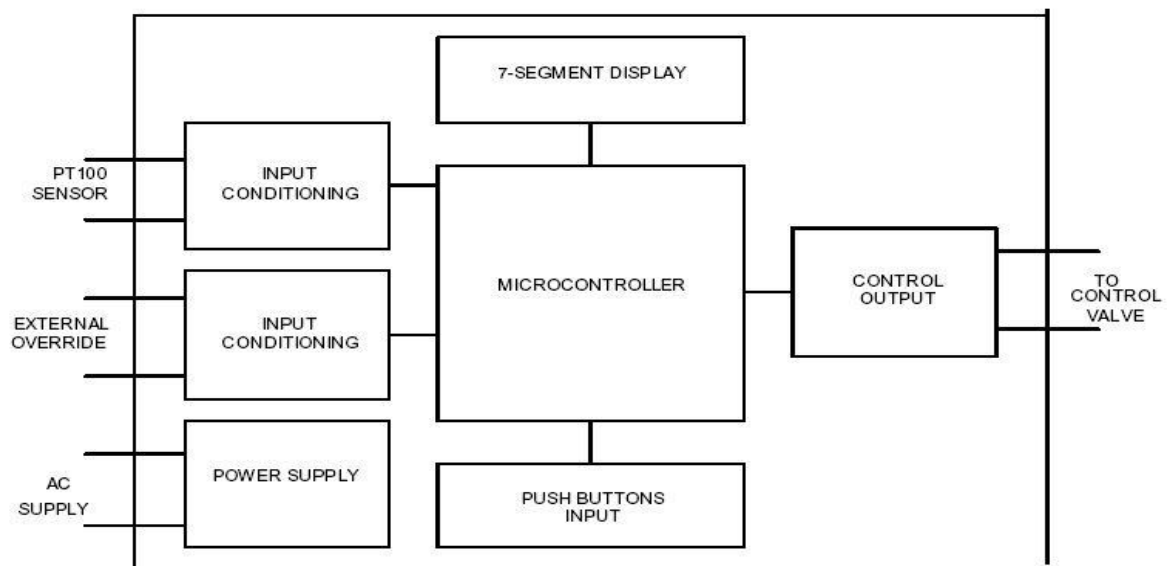 7-SEGMENT DISPLAY
PT100
SENSOR
INPUT
CONDITIONING
MICROCONTROLLER
CONTROL
OUTPUT
TO
CONTROL
VALVE
EXTERNAL
OVERRIDE
INPUT
CONDITIONING
AC
SUPPLY
POWER SUPPLY
PUSH BUTTONS
INPUT